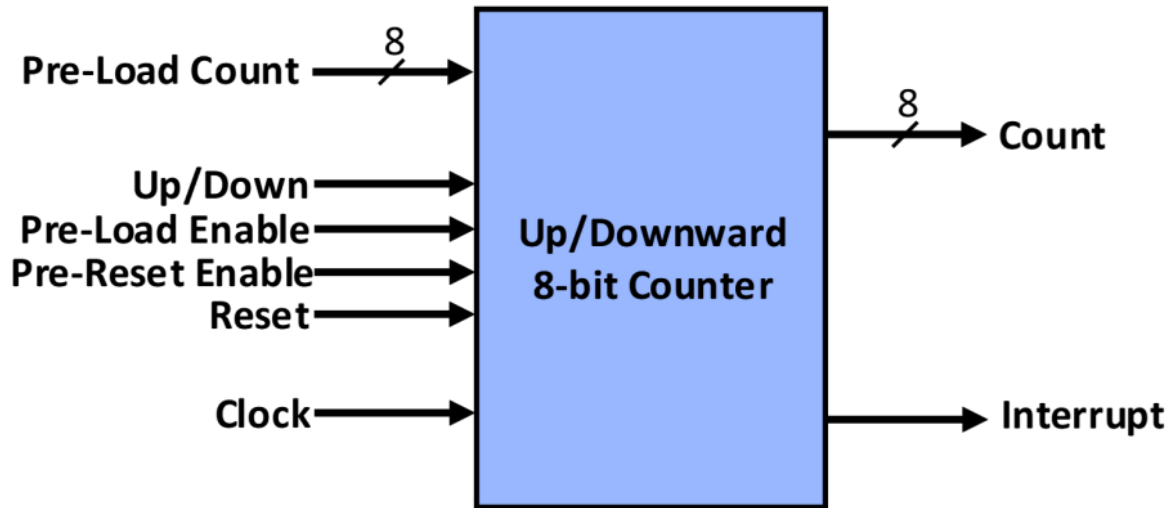 8
Pre-Load Count
8
Count
Up/Down
Pre-Load Enable
Up/Downward
Pre-Reset Enable
8-bit Counter
Reset
Clock
Interrupt